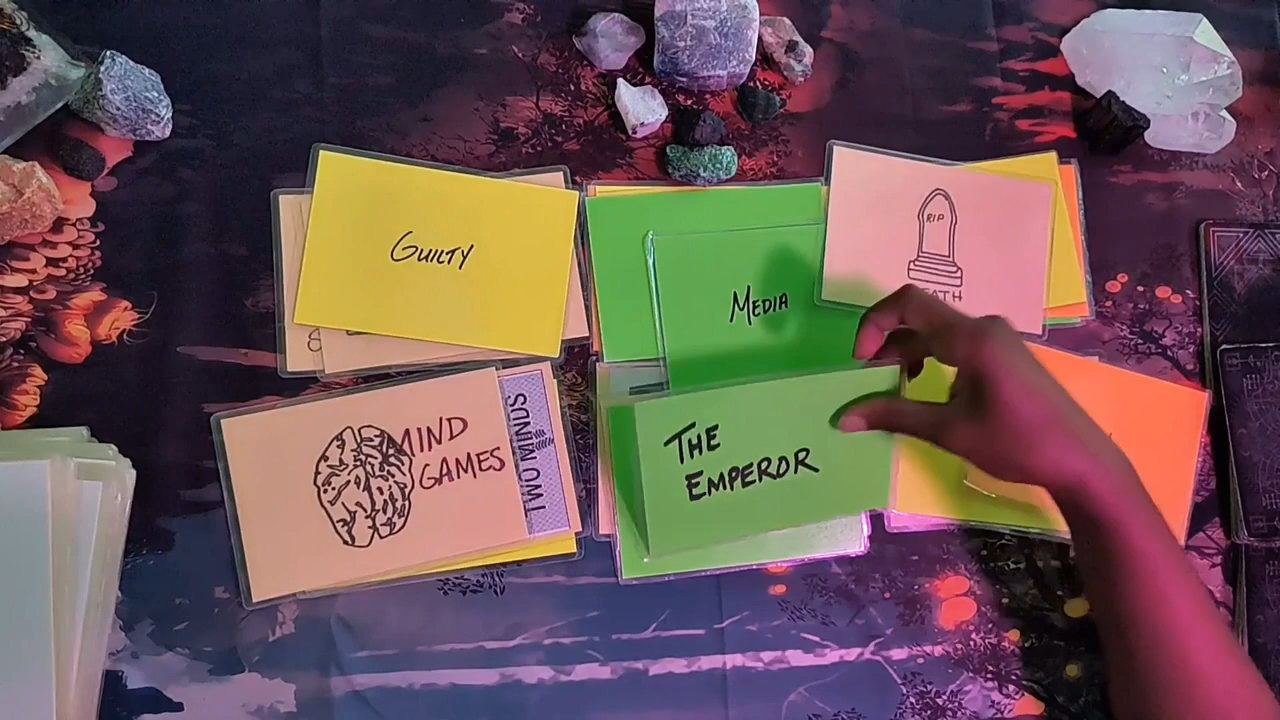 GUILTY
MEDIA
RIP
MIND
GAMES
TWO MINDS
THE
EMPEROR